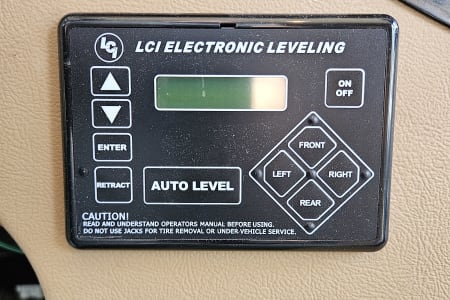 LCI LCI ELECTRONIC LEVELING
ON
OFF
ENTER
RETRACT
AUTO LEVEL
FRONT
LEFT RIGHT
REAR
CAUTION!
READ AND UNDERSTAND OPERATORS MANUAL BEFORE USING.
DO NOT USE JACKS FOR TIRE REMOVAL OR UNDER VEHICLE SERVICE.